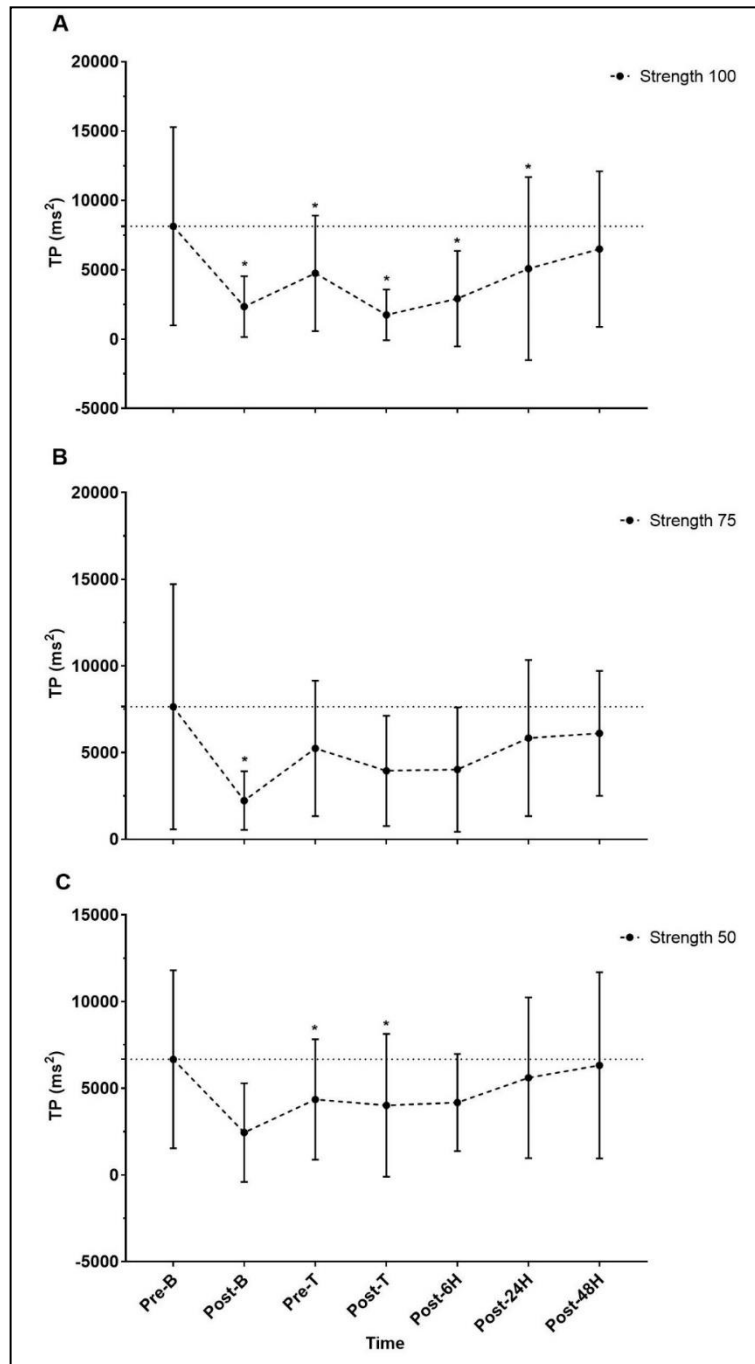 A
20000
15000
10000
5000
0
-5000
TP (ms²)
Strength 100
*
*
*
*
*
B
20000
15000
10000
5000
0
TP (ms²)
Strength 75
*
C
15000
10000
5000
0
-5000
TP (ms²)
Strength 50
*
*
Pre-B
Post-B
Pre-T
Post-T
Post-6H
Post-24H
Post-48H
Time